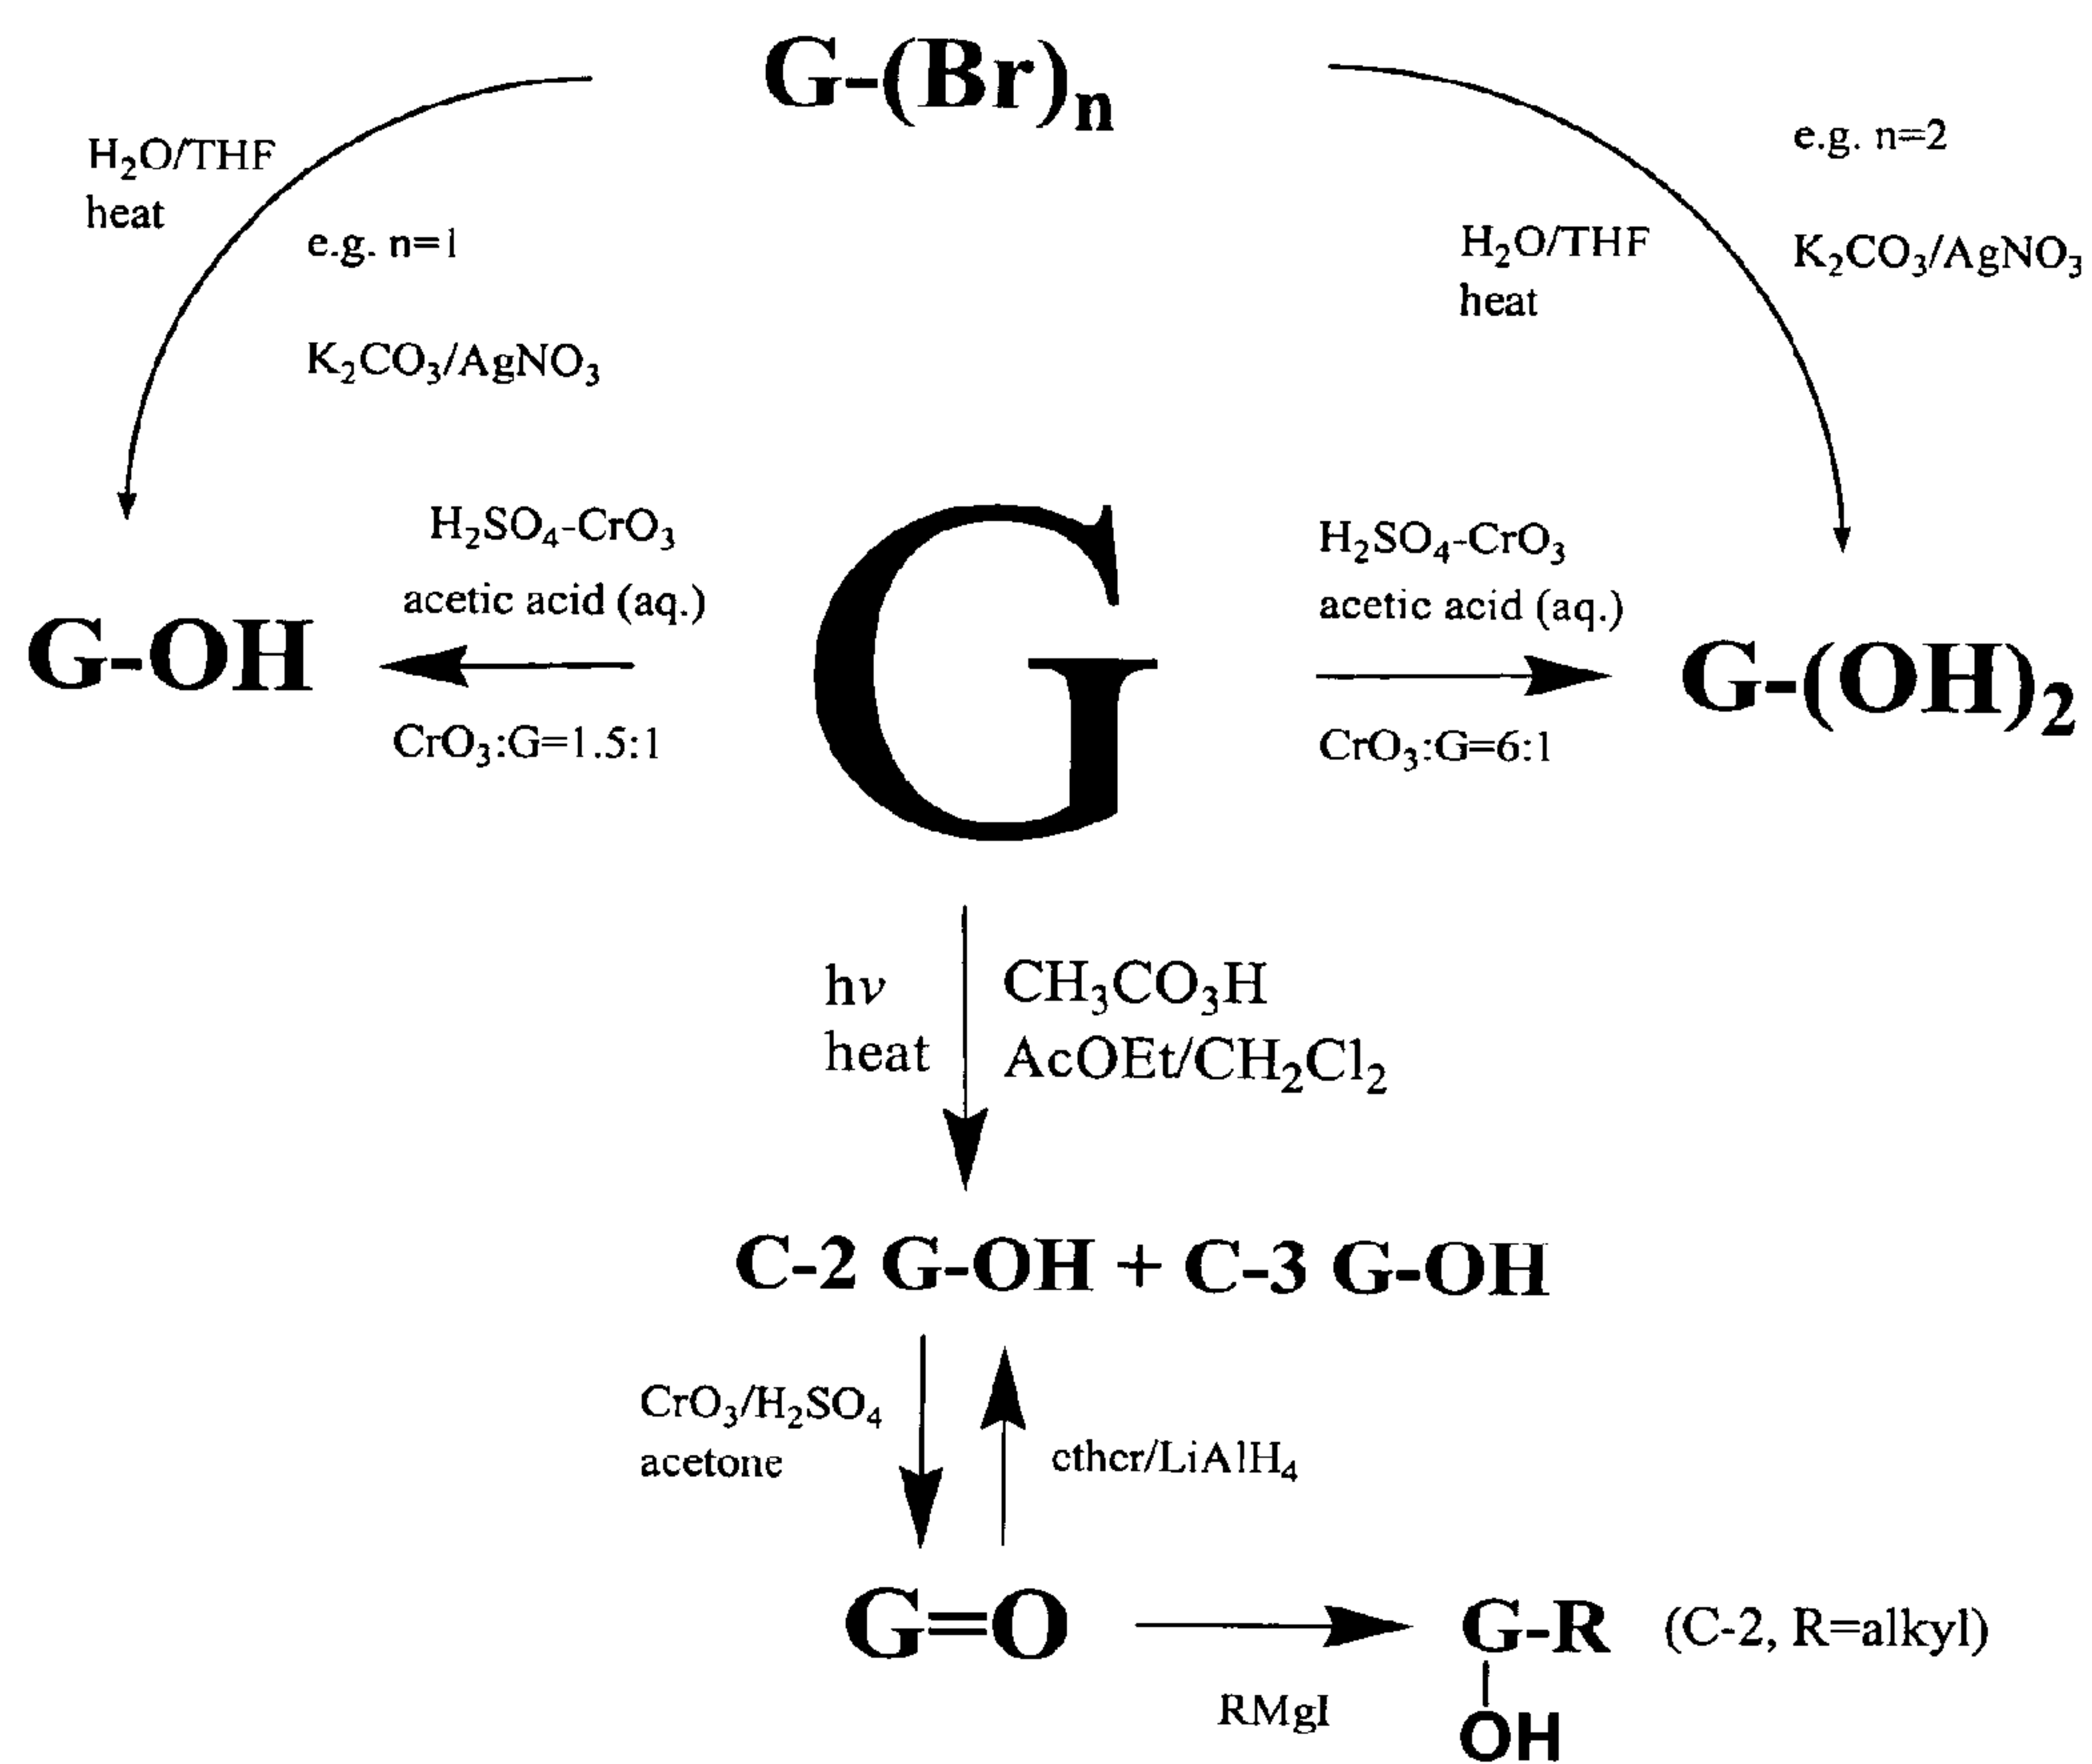 G-(Br)n
H2O/THF
heat
e.g. n=1
K2CO3/AgNO3
e.g. n=2
H2O/THF
heat
K2CO3/AgNO3
H2SO4-CrO3
acetic acid (aq.)
G-OH
CrO3:G=1.5:1
G
H2SO4-CrO3
acetic acid (aq.)
G-(OH)2
CrO3:G=6:1
hν
heat
CH3CO3H
AcOEt/CH2Cl2
C-2 G-OH + C-3 G-OH
CrO3/H2SO4
acetone
ether/LiAlH4
G=O
RMgI
G-R (C-2, R=alkyl)
OH